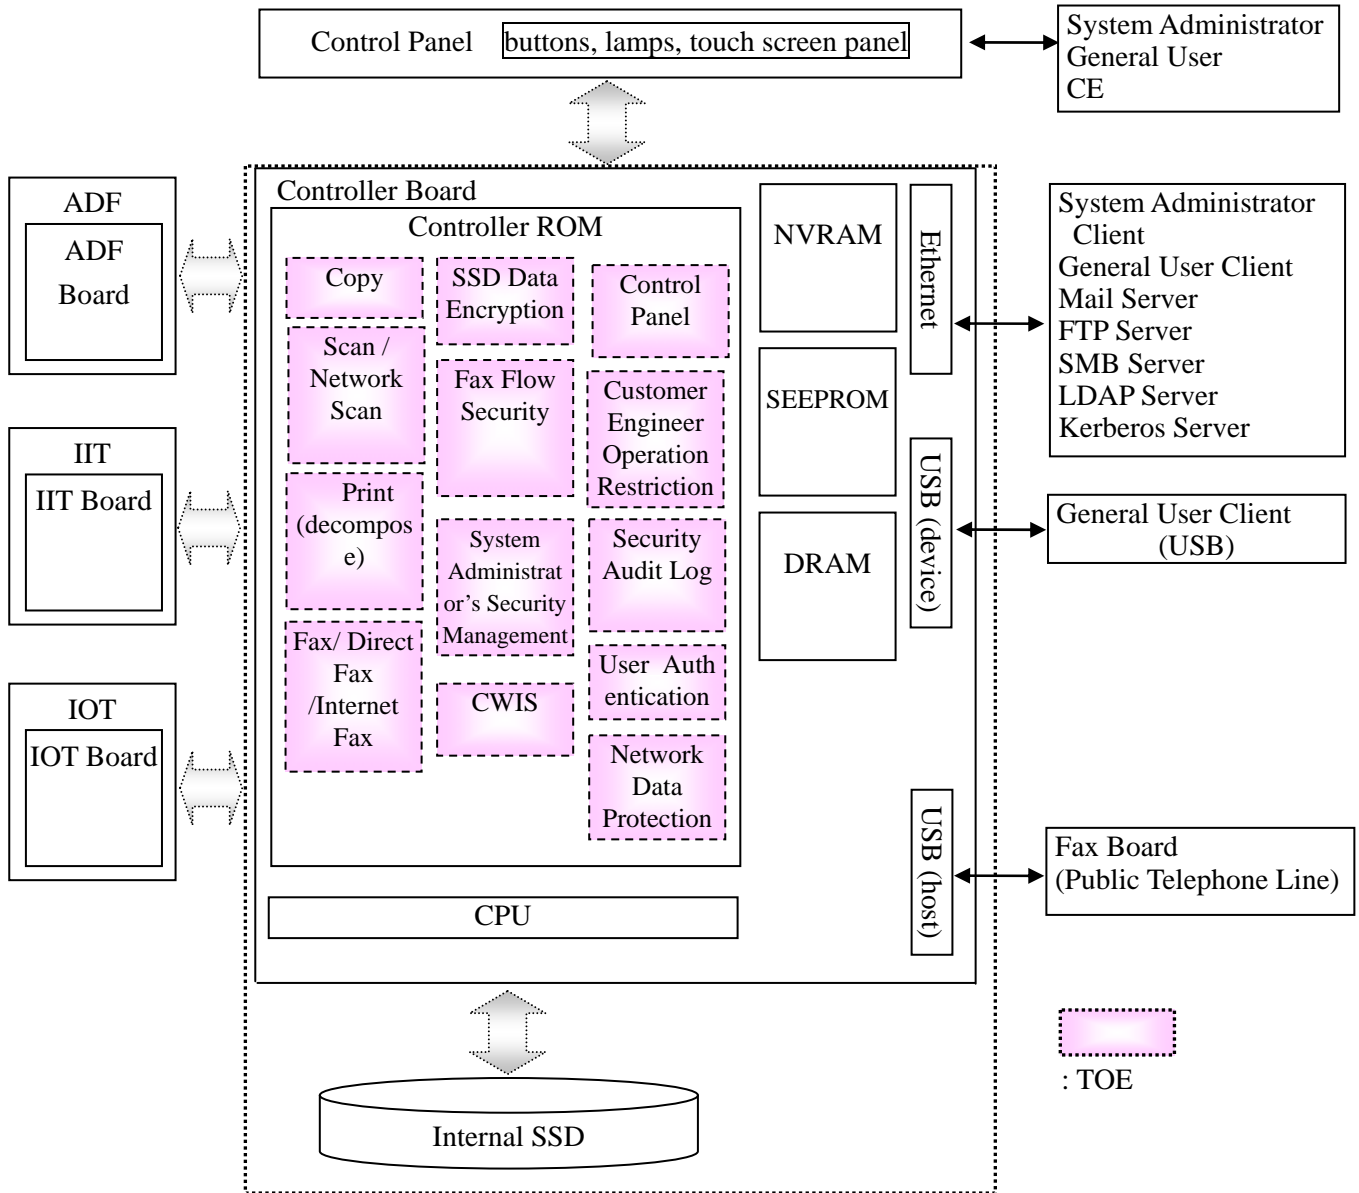 Control Panel
buttons, lamps, touch screen panel
System Administrator
General User
CE
ADF
ADF
Board
IIT
IIT Board
IOT
IOT Board
Controller Board
Controller ROM
Copy
Scan /
Network
Scan
Print
(decompos
e)
Fax/ Direct
Fax
/Internet
Fax
SSD Data
Encryption
Fax Flow
Security
System
Administrat
or’s Security
Management
CWIS
Control
Panel
Customer
Engineer
Operation
Restriction
Security
Audit Log
User Auth
entication
Network
Data
Protection
CPU
NVRAM
SEEPROM
DRAM
Ethernet
USB (device)
USB (host)
System Administrator
Client
General User Client
Mail Server
FTP Server
SMB Server
LDAP Server
Kerberos Server
General User Client
(USB)
Fax Board
(Public Telephone Line)
Internal SSD
: TOE